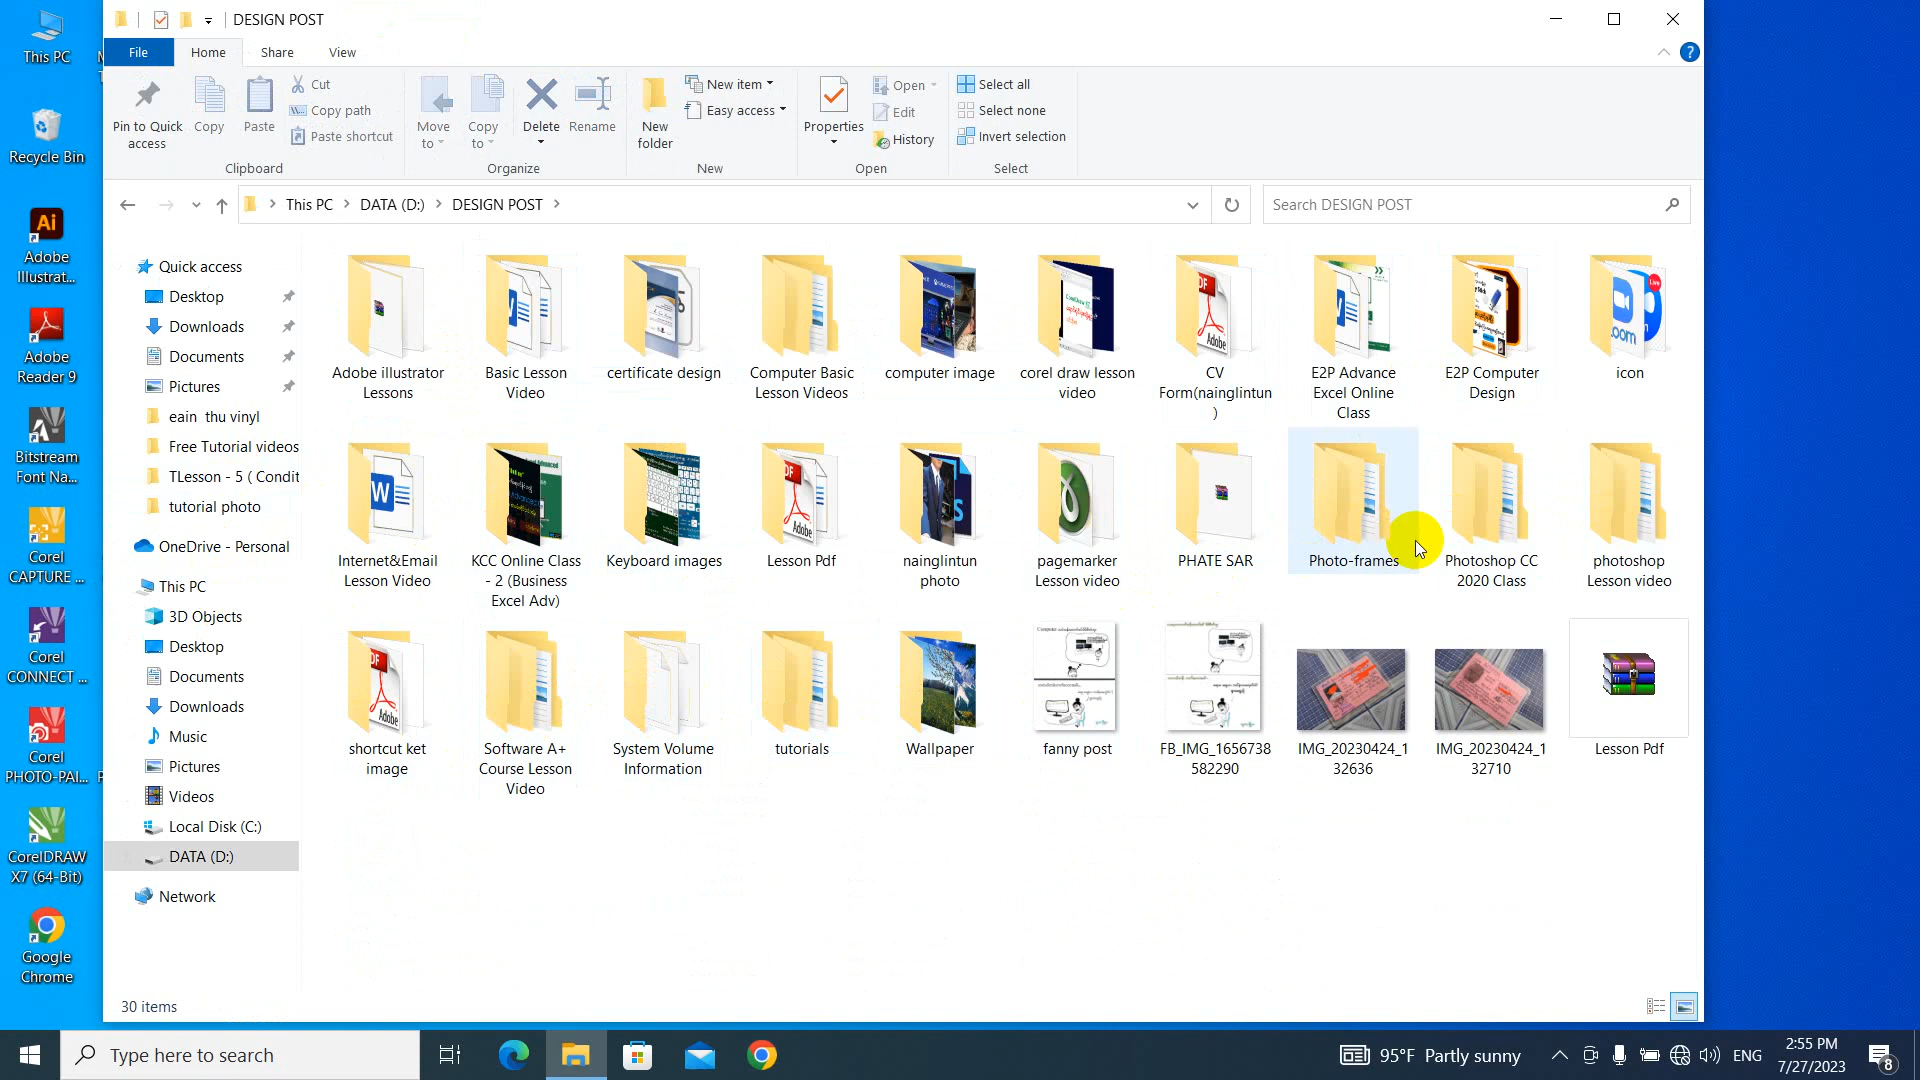 DESIGN POST
File
Home
Share
View
Pin to Quick access
Copy
Paste
Cut
Copy path
Paste shortcut
Clipboard
Move to
Copy to
Delete
Rename
Organize
New folder
New item
Easy access
New
Properties
Open
Edit
History
Open
Select all
Select none
Invert selection
Select
This PC
DATA (D:)
DESIGN POST
Search DESIGN POST
Quick access
Desktop
Downloads
Documents
Pictures
eain thu vinyl
Free Tutorial videos
TLesson - 5 ( Condit
tutorial photo
OneDrive - Personal
This PC
3D Objects
Desktop
Documents
Downloads
Music
Pictures
Videos
Local Disk (C:)
DATA (D:)
Network
Adobe illustrator
Lessons
Basic Lesson
Video
certificate design
Computer Basic
Lesson Videos
computer image
corel draw lesson
video
CV
Form(nainglintun
)
E2P Advance
Excel Online
Class
E2P Computer
Design
icon
Internet&Email
Lesson Video
KCC Online Class
- 2 (Business
Excel Adv)
Keyboard images
Lesson Pdf
nainglintun
photo
pagemarker
Lesson video
PHATE SAR
Photo-frames
Photoshop CC
2020 Class
photoshop
Lesson video
shortcut ket
image
Software A+
Course Lesson
Video
System Volume
Information
tutorials
Wallpaper
fanny post
FB_IMG_1656738
582290
IMG_20230424_1
32636
IMG_20230424_1
32710
Lesson Pdf
30 items
This PC
Recycle Bin
Adobe
Illustrat...
Adobe
Reader 9
Bitstream
Font Na...
Corel
CAPTURE ...
Corel
CONNECT ...
Corel
PHOTO-PAI...
CorelDRAW
X7 (64-Bit)
Google
Chrome
Type here to search
95°F Partly sunny
ENG
2:55 PM
7/27/2023
8